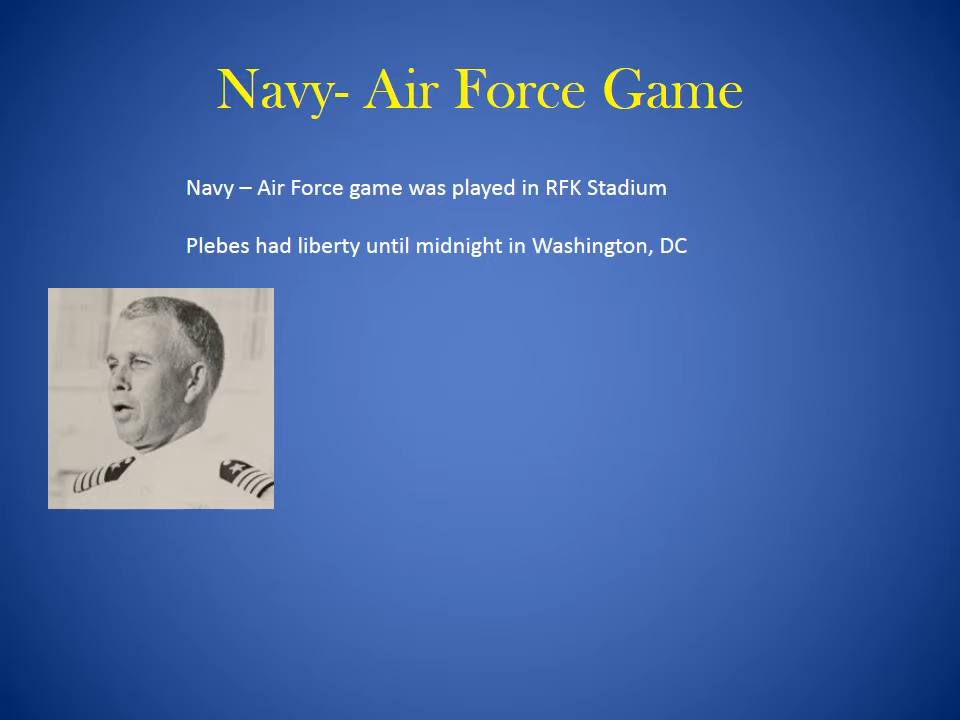 Navy- Air Force Game
Navy – Air Force game was played in RFK Stadium
Plebes had liberty until midnight in Washington, DC